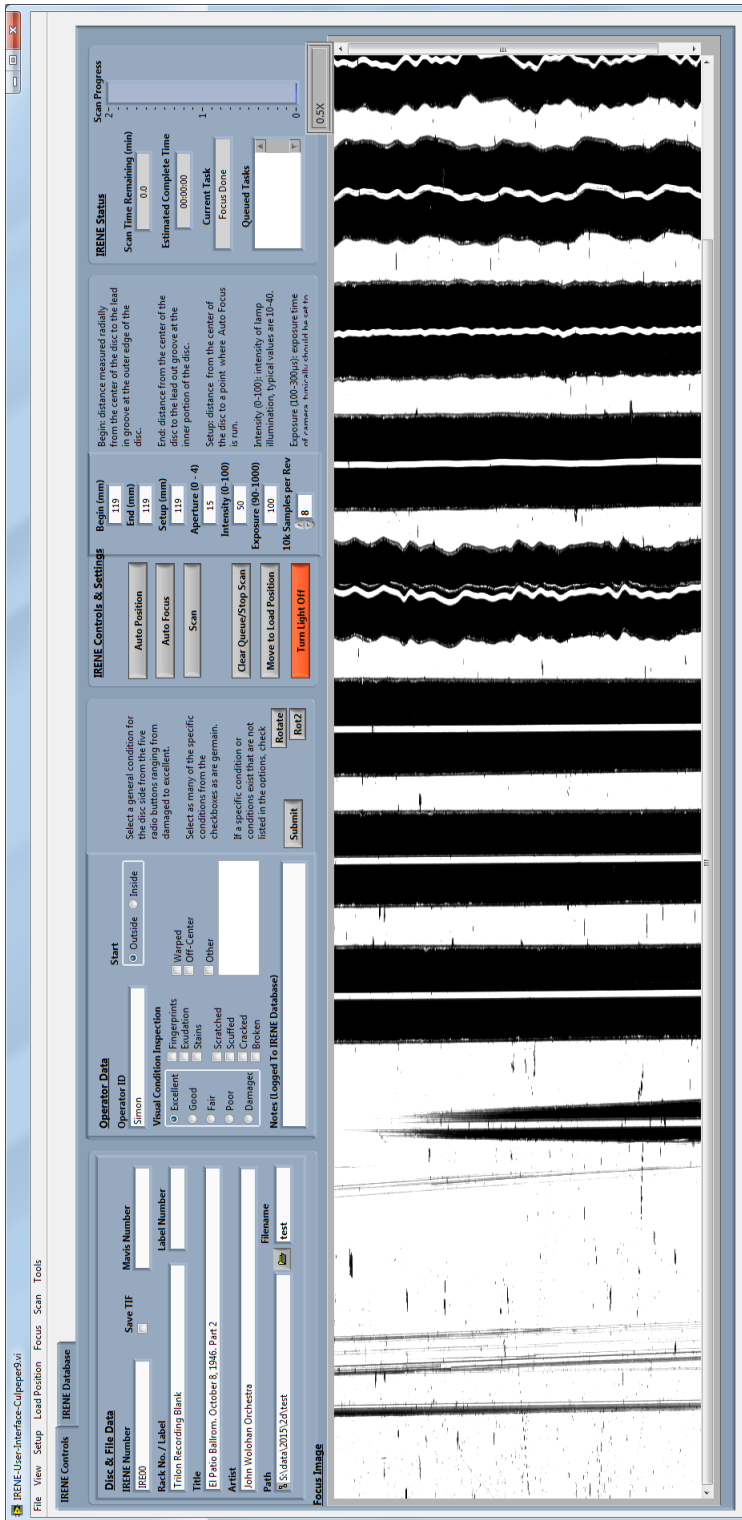 IRENE-User-Interface-Culpeper9.vi
File View Setup Load Position Focus Scan Tools
IRENE Controls
IRENE Database
Disc & File Data
IRENE Number
IRE00
Save TIF
Mavis Number
Rack No. / Label
Trilon Recording Blank
Label Number
Title
El Patio Ballrom. October 8, 1946. Part 2
Artist
John Wolohan Orchestra
Path
S:\data\2015\2d\test
Filename
test
Operator Data
Operator ID
Simon
Start
Outside
Inside
Visual Condition Inspection
Excellent
Good
Fair
Poor
Damaged
Fingerprints
Exudation
Stains
Scratched
Scuffed
Cracked
Broken
Warped
Off-Center
Other
Notes (Logged To IRENE Database)
Select a general condition for
the disc side from the five
radio buttons ranging from
damaged to excellent.
Select as many of the specific
conditions from the
checkboxes as are germain.
If a specific condition or
conditions exist that are not
listed in the options, check
Submit
Rotate
Rot2
IRENE Controls & Settings
Auto Position
Auto Focus
Scan
Clear Queue/Stop Scan
Move to Load Position
Turn Light Off
Begin (mm)
119
End (mm)
119
Setup (mm)
119
Aperture (0 - 4)
15
Intensity (0-100)
50
Exposure (90-1000)
100
10k Samples per Rev
8
Begin: distance measured radially
from the center of the disc to the lead
in groove at the outer edge of the
disc.
End: distance from the center of the
disc to the lead out groove at the
inner portion of the disc.
Setup: distance from the center of
the disc to a point where Auto Focus
is run.
Intensity (0-100): intensity of lamp
illumination, typical values are 10-40.
Exposure (100-300µs): exposure time
of camera, typically should be set to
IRENE Status
Scan Time Remaining (min)
0.0
Estimated Complete Time
00:00:00
Current Task
Focus Done
Queued Tasks
Scan Progress
2
1
0
0.5X
Focus Image